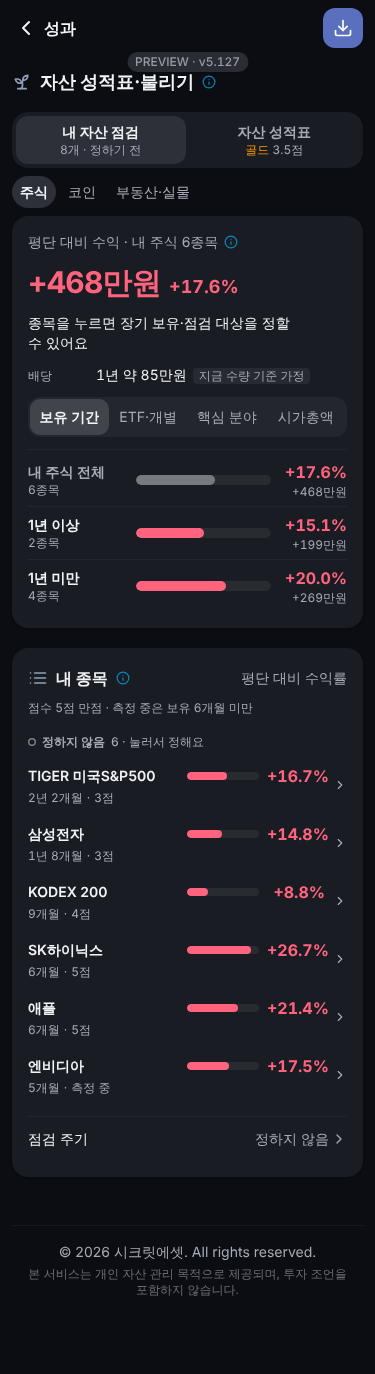 성과
PREVIEW · v5.127
자산 성적표·불리기
내 자산 점검
8개 · 정하기 전
자산 성적표
골드 3.5점
주식
코인
부동산·실물
평단 대비 수익 · 내 주식 6종목
+468만원 +17.6%
종목을 누르면 장기 보유·점검 대상을 정할
수 있어요
배당 1년 약 85만원 지금 수량 기준 가정
보유 기간
ETF·개별
핵심 분야
시가총액
내 주식 전체
6종목
+17.6%
+468만원
1년 이상
2종목
+15.1%
+199만원
1년 미만
4종목
+20.0%
+269만원
내 종목
평단 대비 수익률
점수 5점 만점 · 측정 중은 보유 6개월 미만
정하지 않음 6 · 눌러서 정해요
TIGER 미국S&P500
2년 2개월 · 3점
+16.7%
삼성전자
1년 8개월 · 3점
+14.8%
KODEX 200
9개월 · 4점
+8.8%
SK하이닉스
6개월 · 5점
+26.7%
애플
6개월 · 5점
+21.4%
엔비디아
5개월 · 측정 중
+17.5%
점검 주기
정하지 않음
© 2026 시크릿에셋. All rights reserved.
본 서비스는 개인 자산 관리 목적으로 제공되며, 투자 조언을
포함하지 않습니다.